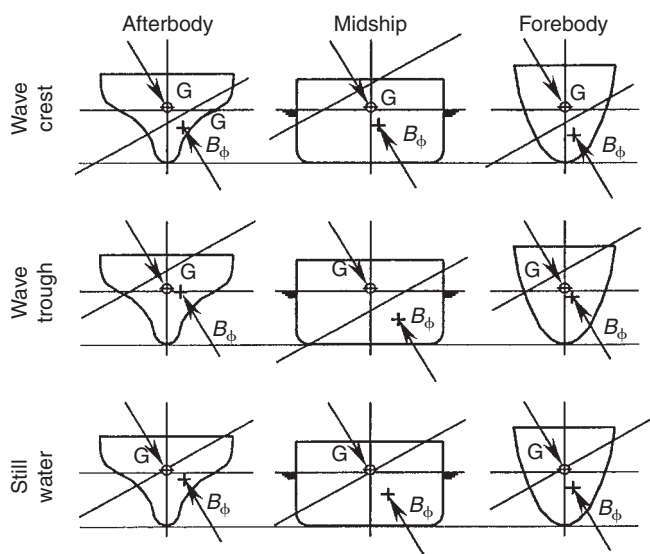 Afterbody Midship Forebody
Wave crest
G G G
G
Bϕ Bϕ Bϕ
Wave trough
G G G
Bϕ Bϕ Bϕ
Still water
G G G
Bϕ Bϕ Bϕ